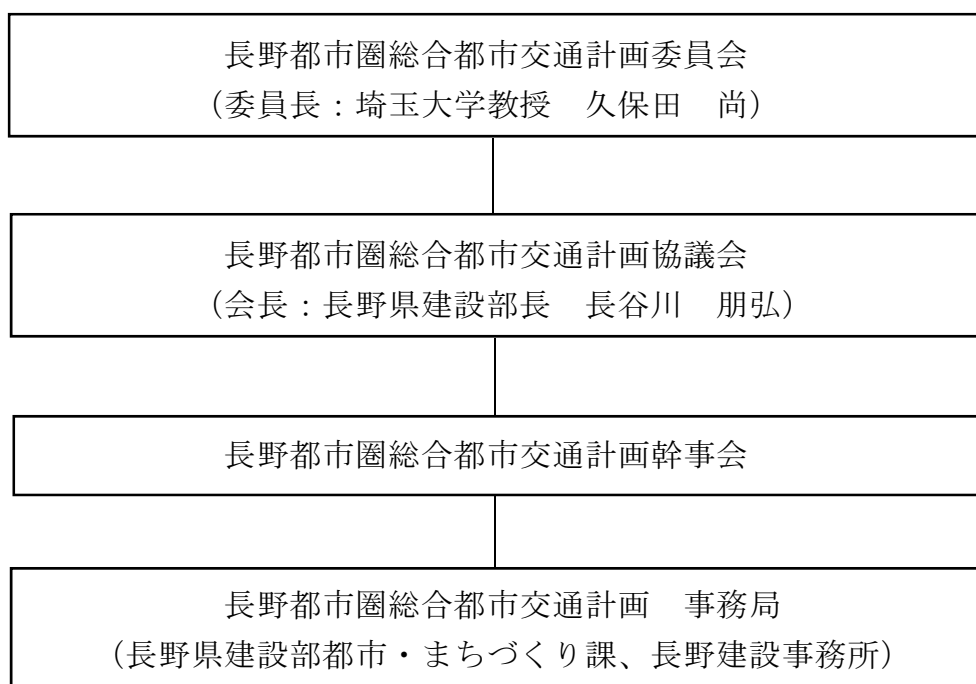 長野都市圏総合都市交通計画委員会
（委員長：埼玉大学教授　久保田　尚）
長野都市圏総合都市交通計画協議会
（会長：長野県建設部長　長谷川　朋弘）
長野都市圏総合都市交通計画幹事会
長野都市圏総合都市交通計画　事務局
（長野県建設部都市・まちづくり課、長野建設事務所）